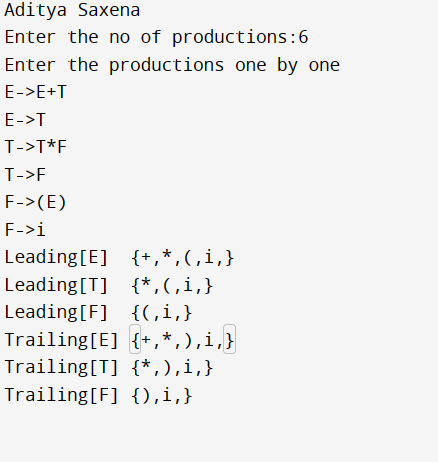 Aditya Saxena
Enter the no of productions:6
Enter the productions one by one
E->E+T
E->T
T->T*F
T->F
F->(E)
F->i
Leading[E]  {+,*,(,i,}
Leading[T]  {*,(,i,}
Leading[F]  {(,i,}
Trailing[E] {+,*,),i,}
Trailing[T] {*,),i,}
Trailing[F] {),i,}